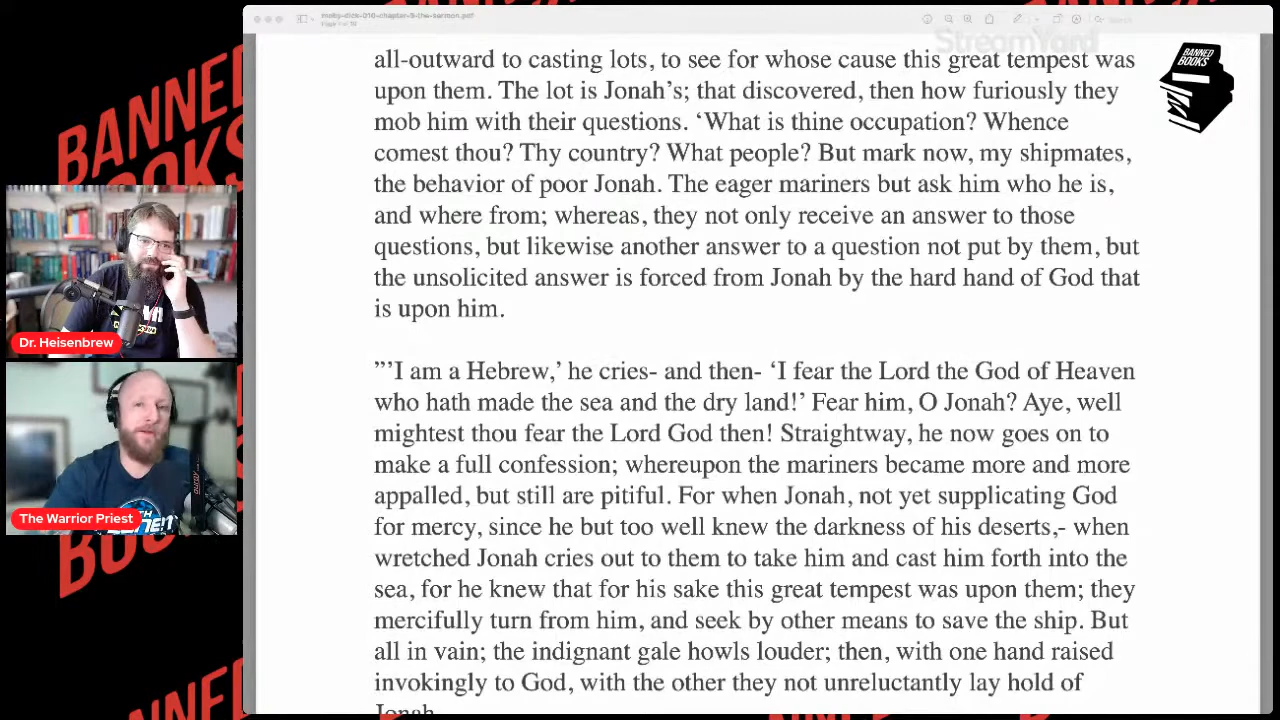 moby-dick-010-chapter-9-the-sermon.pdf
Search
StreamYard
BANNED
BOOKS
all-outward to casting lots, to see for whose cause this great tempest was
upon them. The lot is Jonah’s; that discovered, then how furiously they
mob him with their questions. ‘What is thine occupation? Whence
comest thou? Thy country? What people? But mark now, my shipmates,
the behavior of poor Jonah. The eager mariners but ask him who he is,
and where from; whereas, they not only receive an answer to those
questions, but likewise another answer to a question not put by them, but
the unsolicited answer is forced from Jonah by the hard hand of God that
is upon him.
”’‘I am a Hebrew,’ he cries- and then- ‘I fear the Lord the God of Heaven
who hath made the sea and the dry land!’ Fear him, O Jonah? Aye, well
mightest thou fear the Lord God then! Straightway, he now goes on to
make a full confession; whereupon the mariners became more and more
appalled, but still are pitiful. For when Jonah, not yet supplicating God
for mercy, since he but too well knew the darkness of his deserts,- when
wretched Jonah cries out to them to take him and cast him forth into the
sea, for he knew that for his sake this great tempest was upon them; they
mercifully turn from him, and seek by other means to save the ship. But
all in vain; the indignant gale howls louder; then, with one hand raised
invokingly to God, with the other they not unreluctantly lay hold of
Jonah.
BANNED
BOOKS
Dr. Heisenbrew
The Warrior Priest